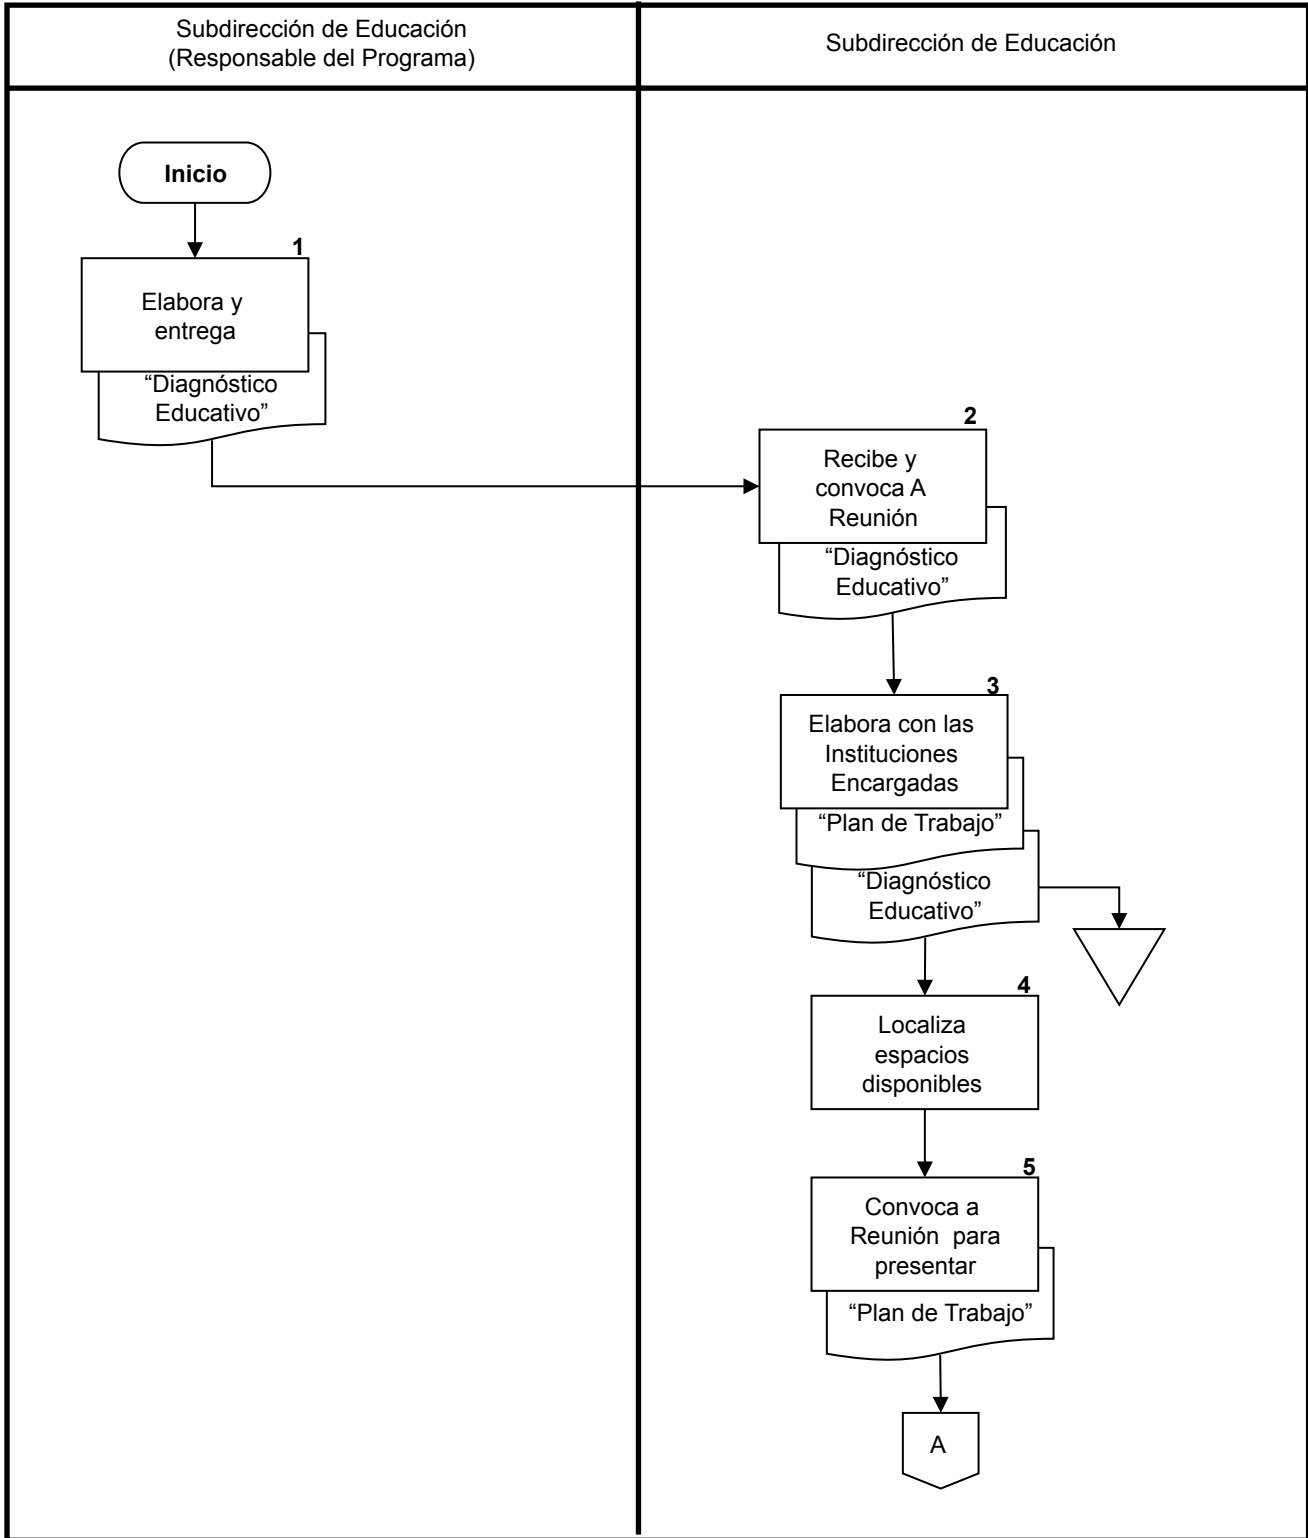 Subdirección de Educación
(Responsable del Programa)
Subdirección de Educación
Inicio
1
Elabora y
entrega
“Diagnóstico
Educativo”
2
Recibe y
convoca A
Reunión
“Diagnóstico
Educativo”
3
Elabora con las
Instituciones
Encargadas
“Plan de Trabajo”
“Diagnóstico
Educativo”
4
Localiza
espacios
disponibles
5
Convoca a
Reunión  para
presentar
“Plan de Trabajo”
A